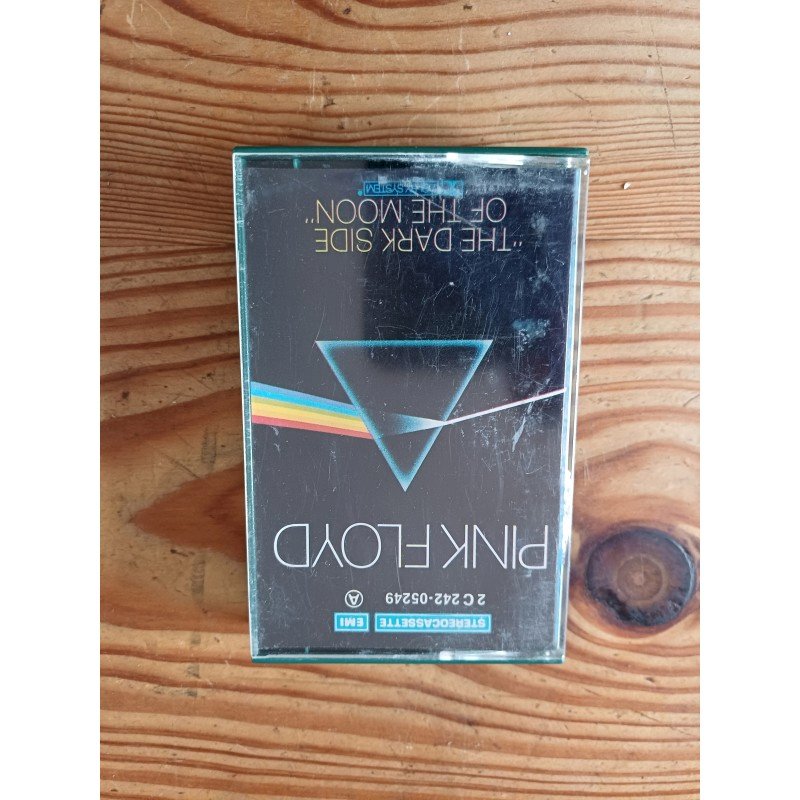 STEREOCASSETTE EMI
2 C 242-05249 Ⓐ
PINK FLOYD
"THE DARK SIDE
OF THE MOON"
SYSTEM